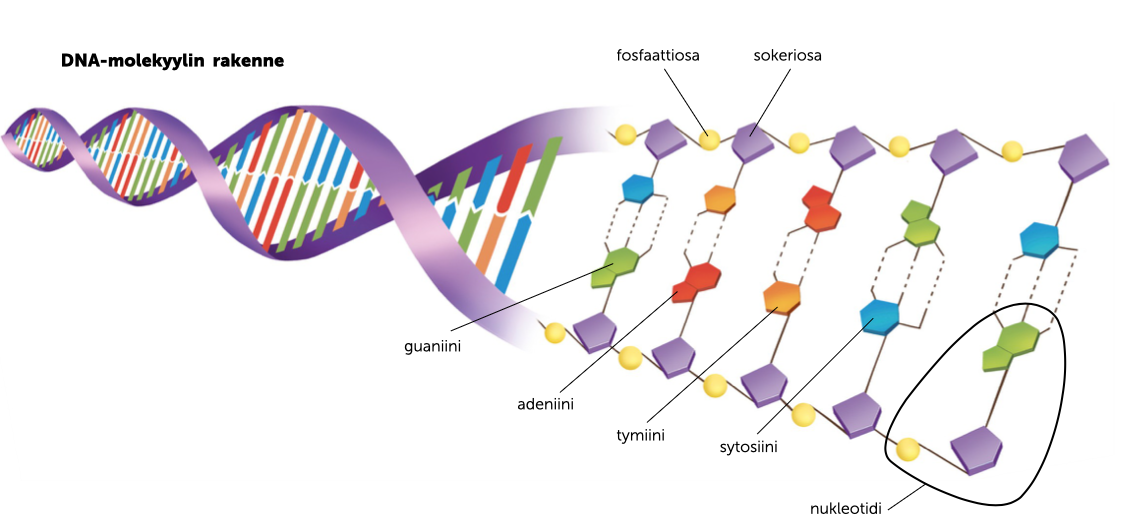 DNA-molekyylin rakenne
fosfaattiosa
sokeriosa
guaniini
adeniini
tymiini
sytosiini
nukleotidi